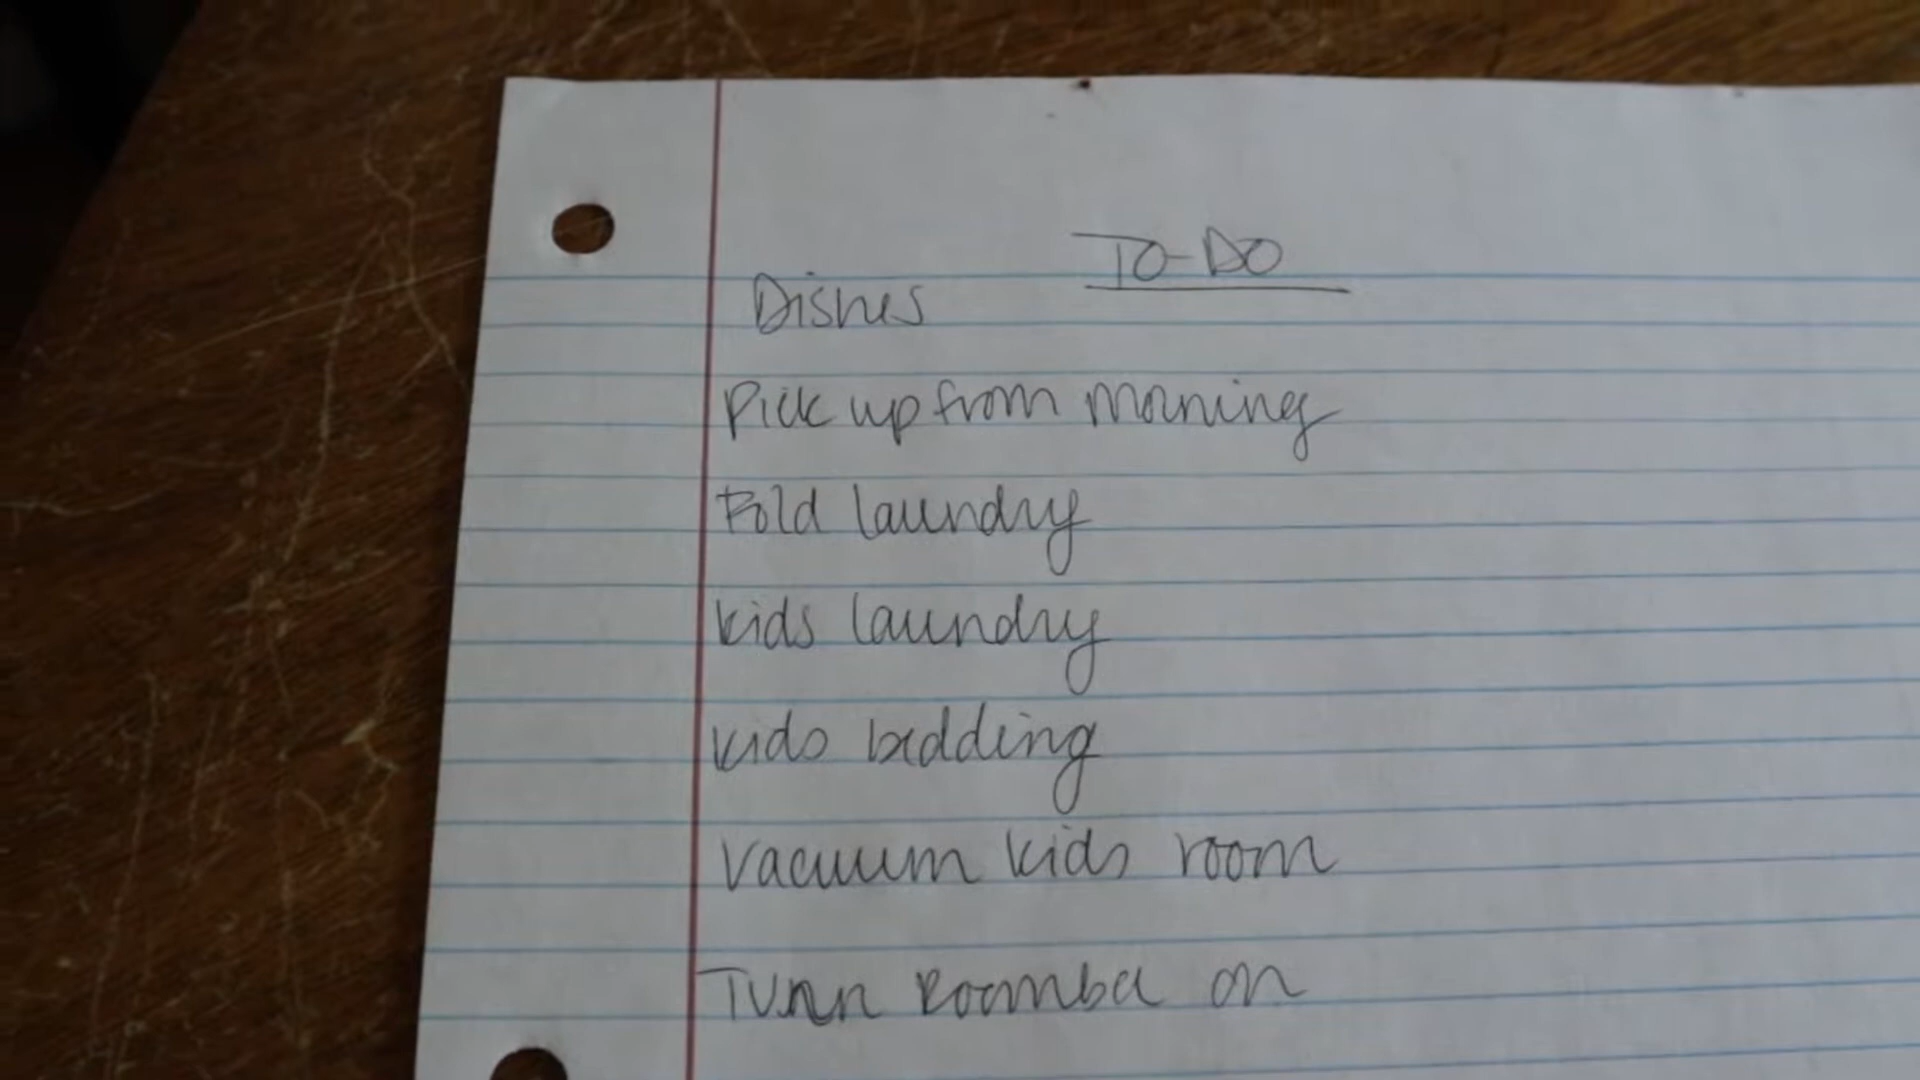 TO-DO
Dishes
Pick up from morning
Fold laundry
kids laundry
kids bedding
Vacuum kids room
Turn Roomba on